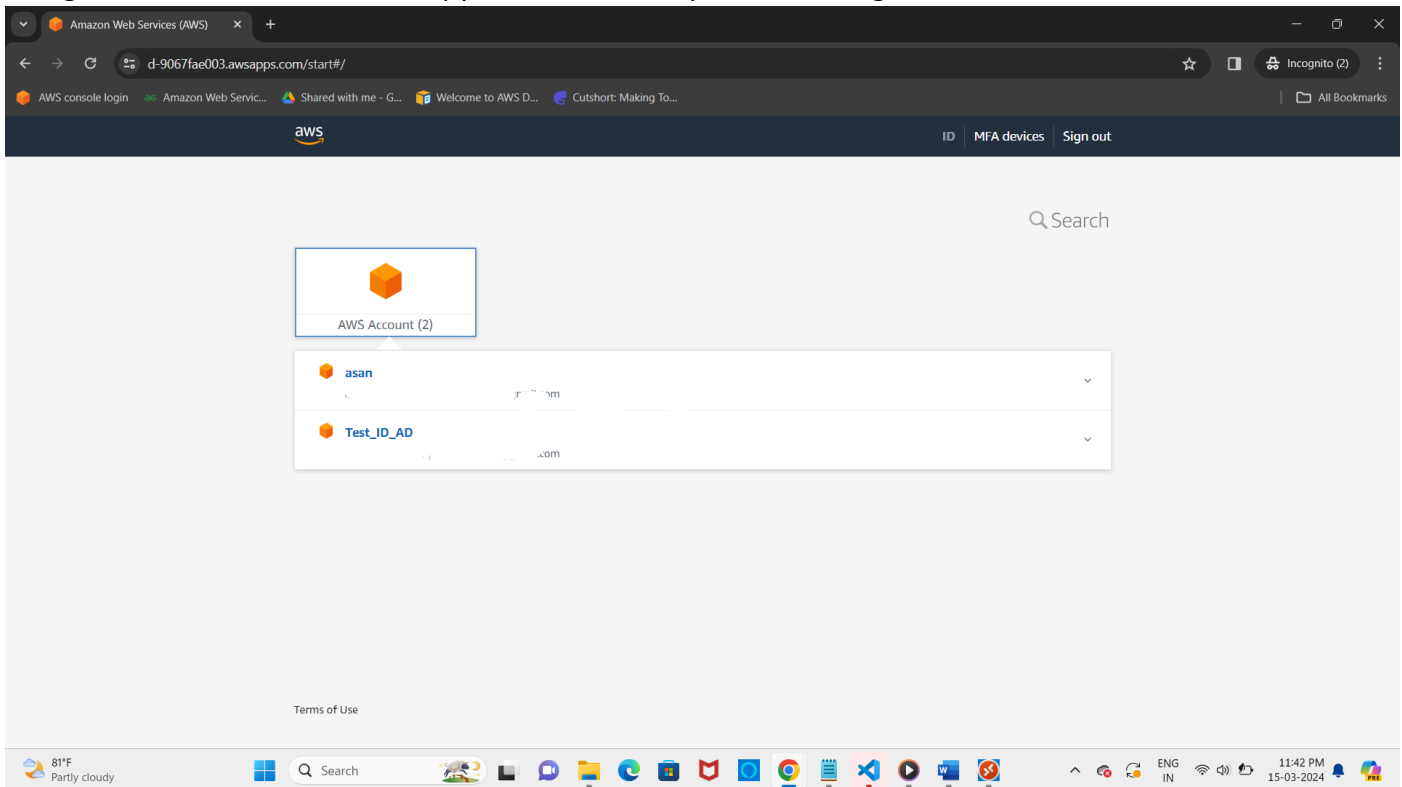 Amazon Web Services (AWS)
d-9067fae003.awsapps.com/start#/
Incognito (2)
AWS console login Amazon Web Servic... Shared with me - G... Welcome to AWS D... Cutshort: Making To... All Bookmarks
aws ID MFA devices Sign out
Search
AWS Account (2)
asan
Test_ID_AD
.com
Terms of Use
81°F
Partly cloudy
Search
ENG
IN
11:42 PM
15-03-2024
PRE